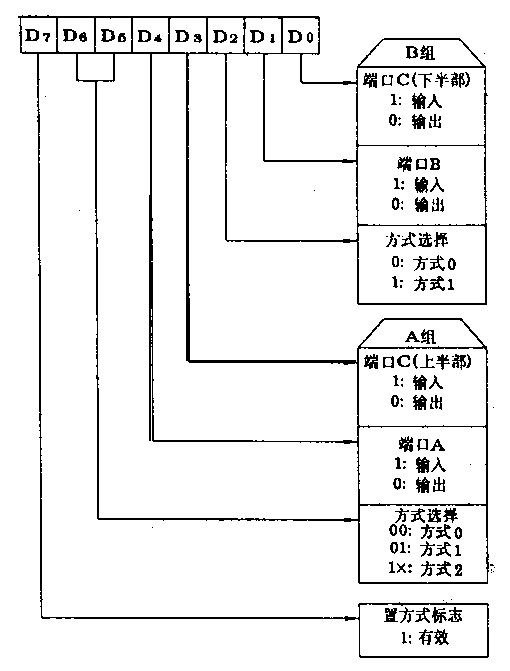 D7 D6 D5 D4 D3 D2 D1 D0
B组
端口C(下半部)
1: 输入
0: 输出
端口B
1: 输入
0: 输出
方式选择
0: 方式0
1: 方式1
A组
端口C(上半部)
1: 输入
0: 输出
端口A
1: 输入
0: 输出
方式选择
00: 方式0
01: 方式1
1×: 方式2
置方式标志
1: 有效